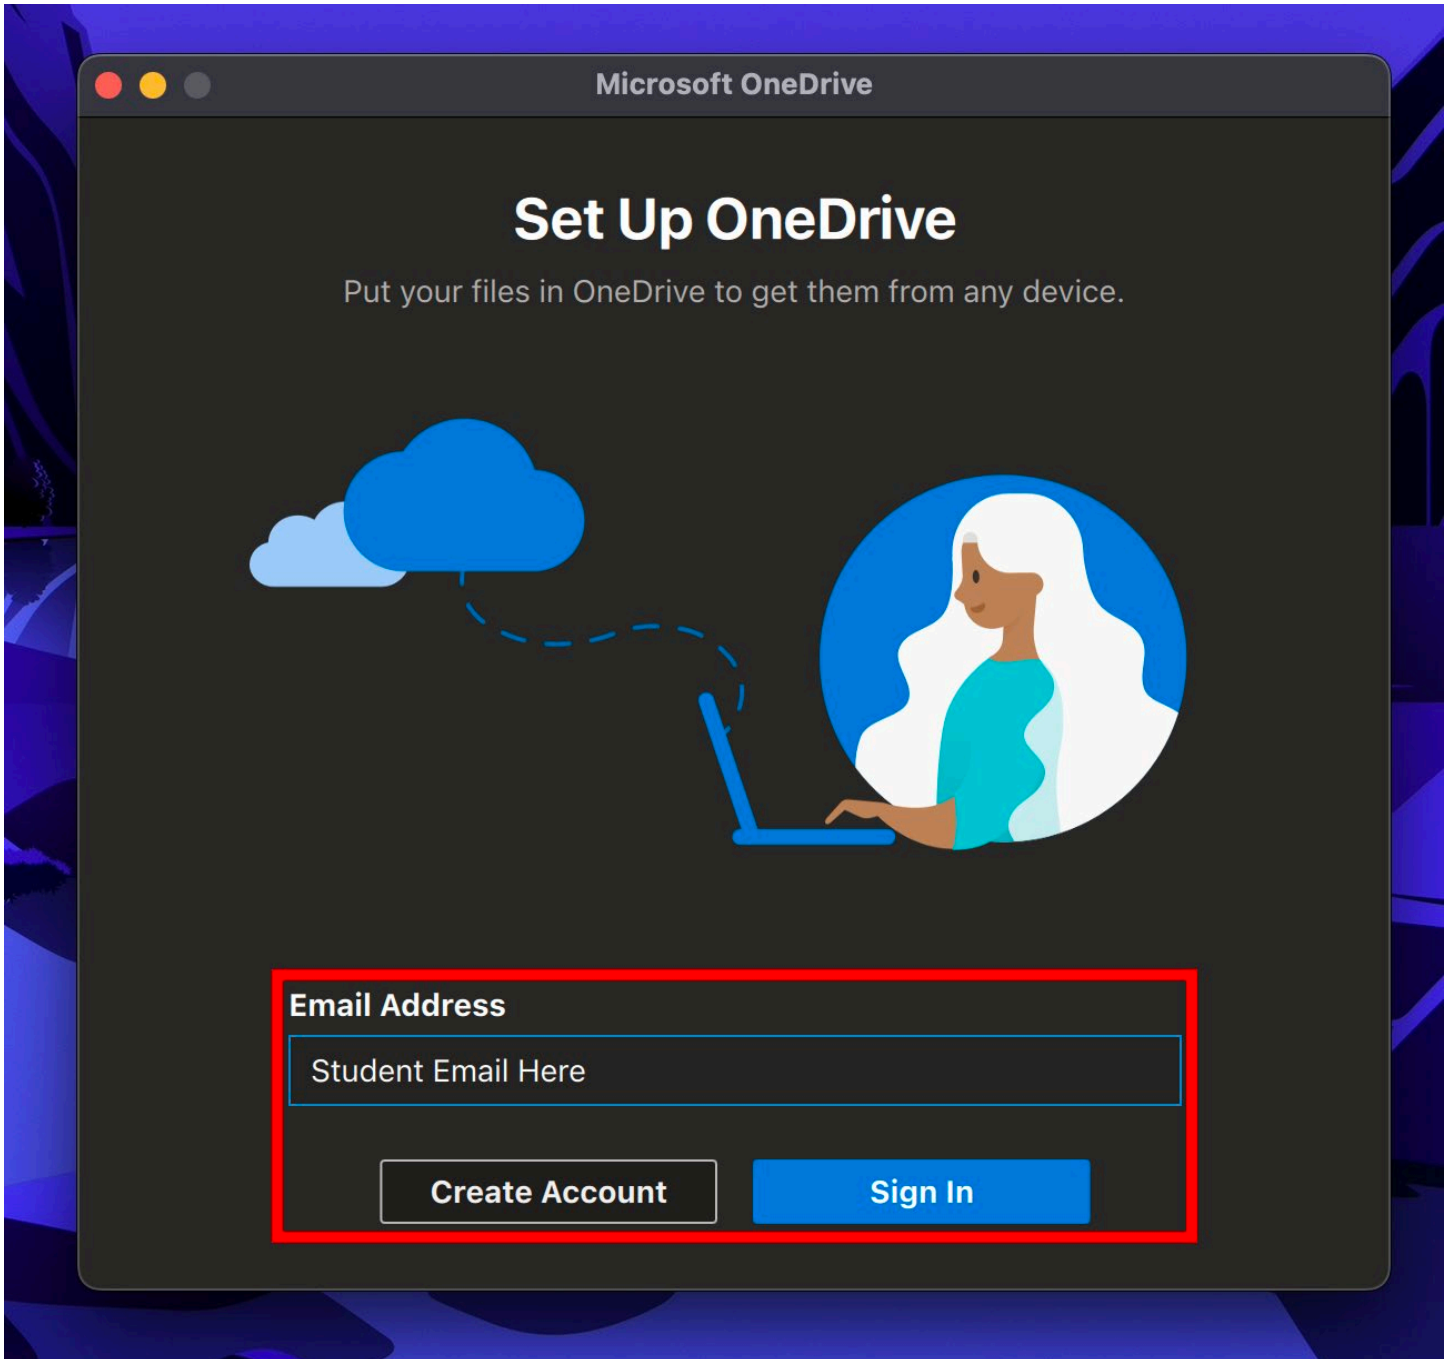 Microsoft OneDrive
Set Up OneDrive
Put your files in OneDrive to get them from any device.
Email Address
Student Email Here
Create Account
Sign In